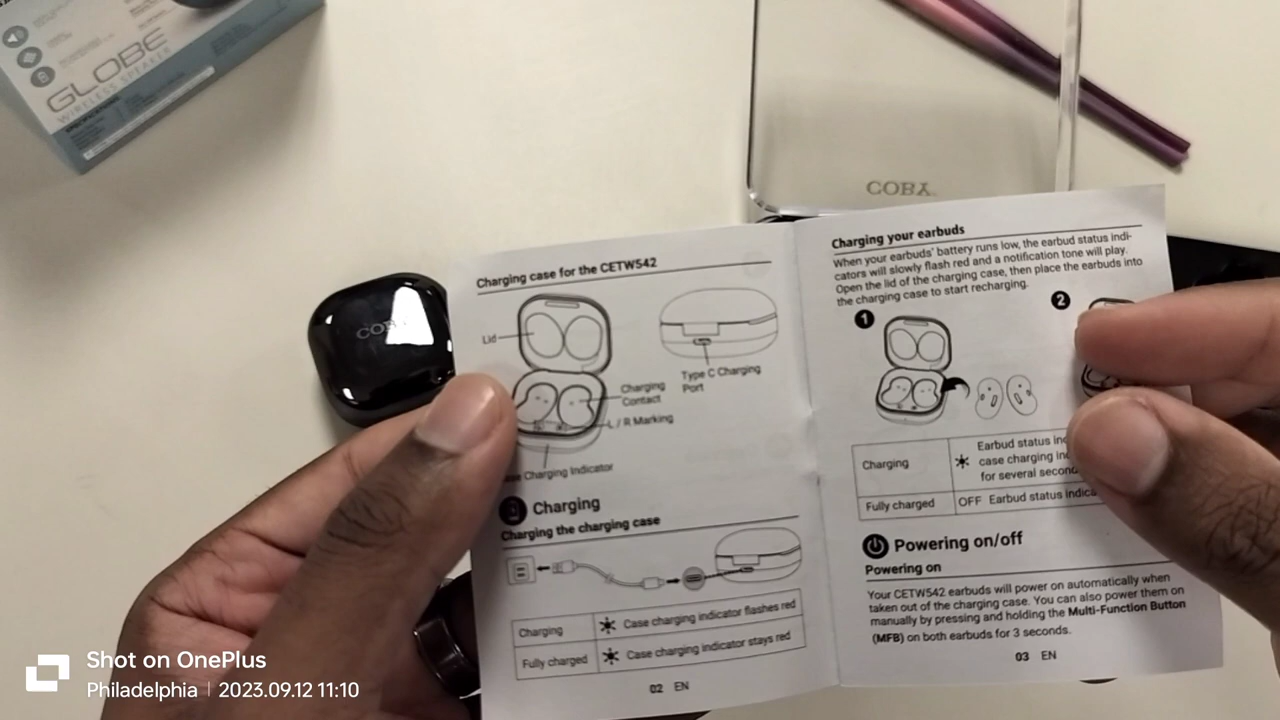 GLOBE
WIRELESS SPEAKER
SPECIFICATIONS
COBY
COB
Charging case for the CETW542
Lid
Type C Charging
Port
Charging
Contact
L / R Marking
Charging Indicator
Charging
Charging the charging case
Charging Case charging indicator flashes red
Fully charged Case charging indicator stays red
02 EN
Charging your earbuds
When your earbuds' battery runs low, the earbud status indi-
cators will slowly flash red and a notification tone will play.
Open the lid of the charging case, then place the earbuds into
the charging case to start recharging.
1
2
Charging
Earbud status
case charging
for several
Fully charged OFF Earbud status
Powering on/off
Powering on
Your CETW542 earbuds will power on automatically when
taken out of the charging case. You can also power them on
manually by pressing and holding the Multi-Function Button
(MFB) on both earbuds for 3 seconds.
03 EN
Shot on OnePlus
Philadelphia | 2023.09.12 11:10